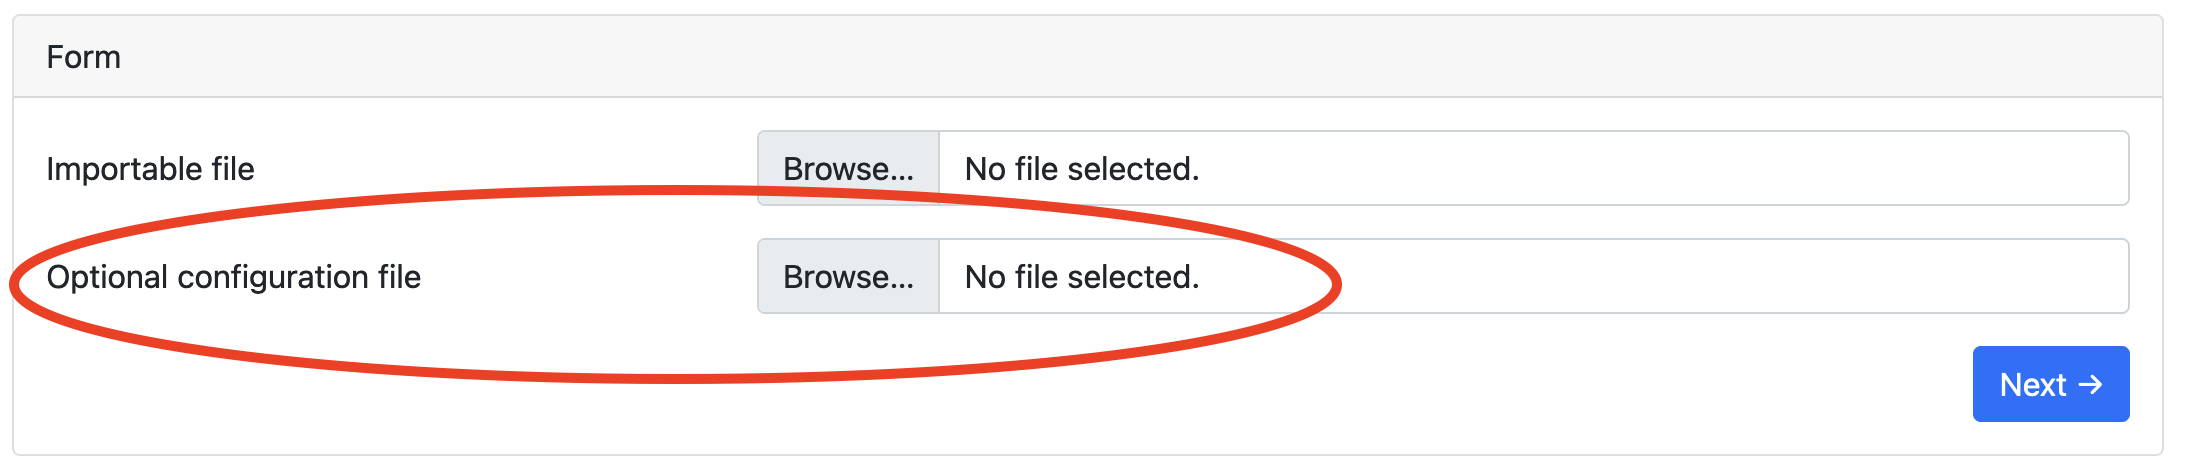 Form
Importable file Browse... No file selected.
Optional configuration file Browse... No file selected.
Next →